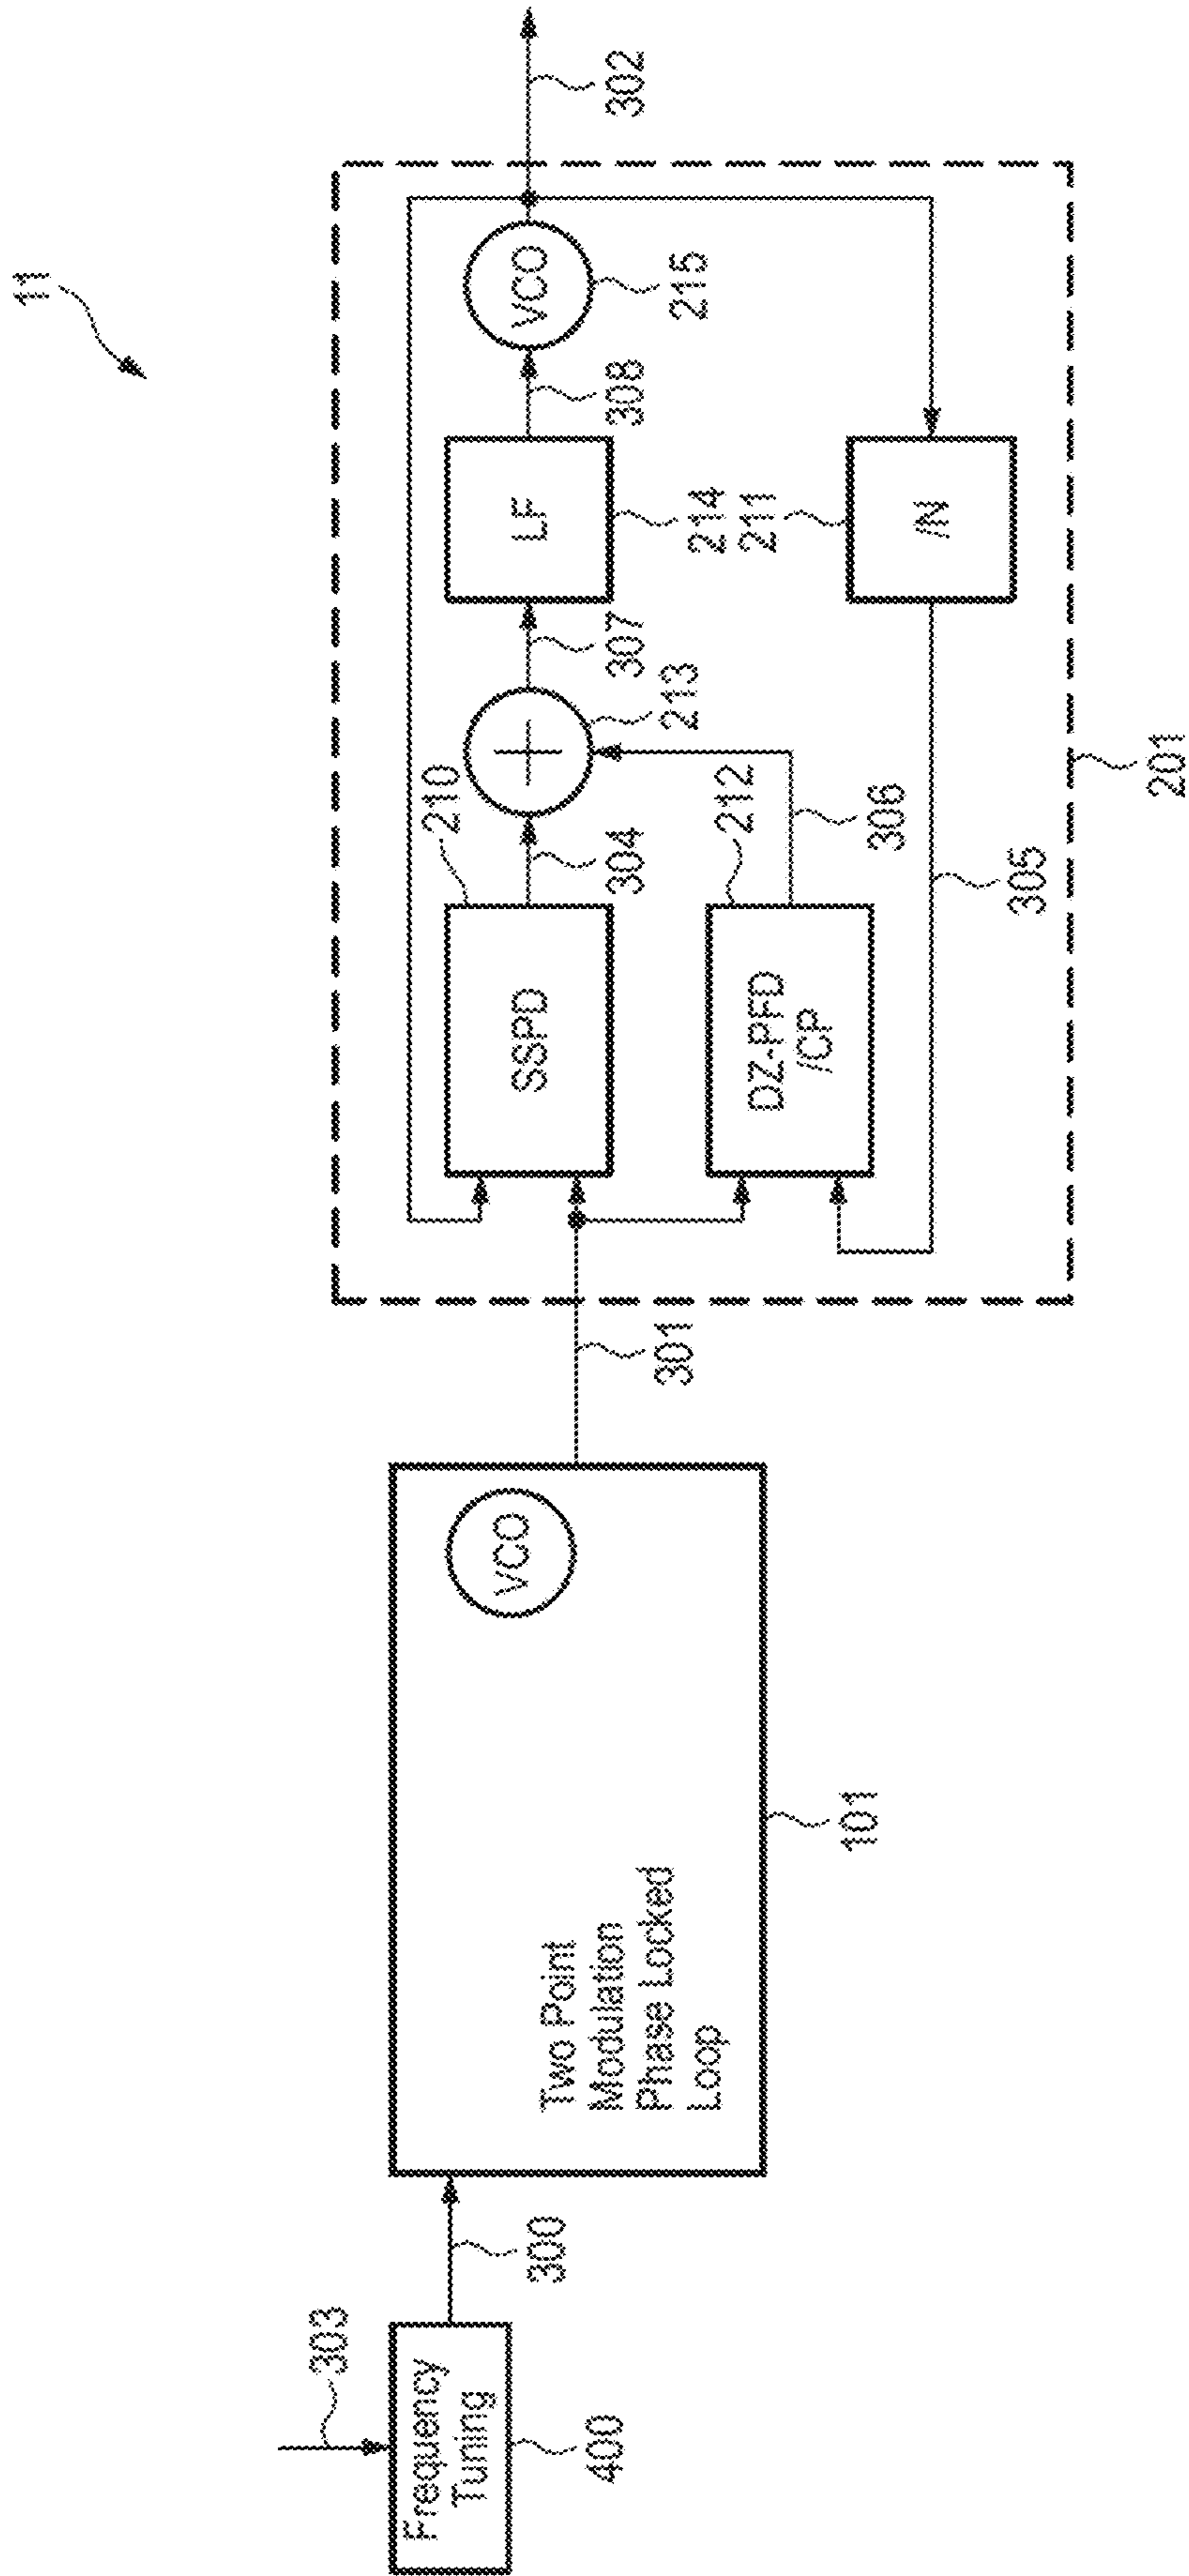 11
303
Frequency
Tuning
400
300
Two Point
Modulation
Phase Locked
Loop
VCO
101
301
SSPD
210
304
DZ-PFD
/CP
212
306
305
213
307
LF
214
211
/N
308
VCO
215
302
201